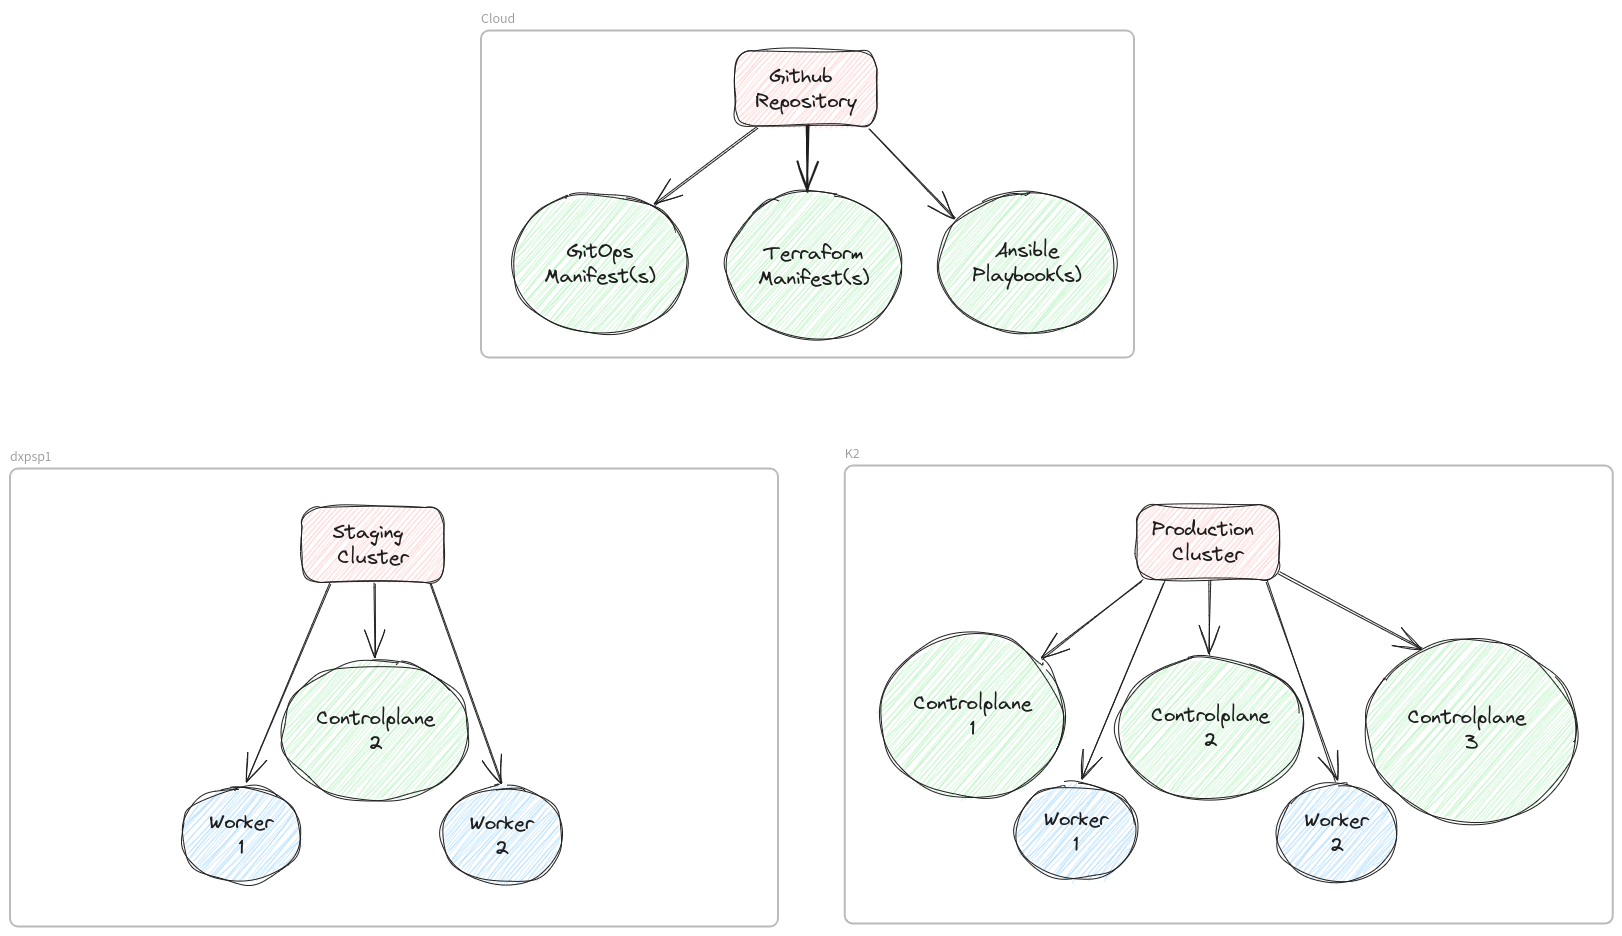 Cloud
Github
Repository
GitOps
Manifest(s)
Terraform
Manifest(s)
Ansible
Playbook(s)
dxpsp1
Staging
Cluster
Controlplane
2
Worker
1
Worker
2
K2
Production
Cluster
Controlplane
1
Controlplane
2
Controlplane
3
Worker
1
Worker
2